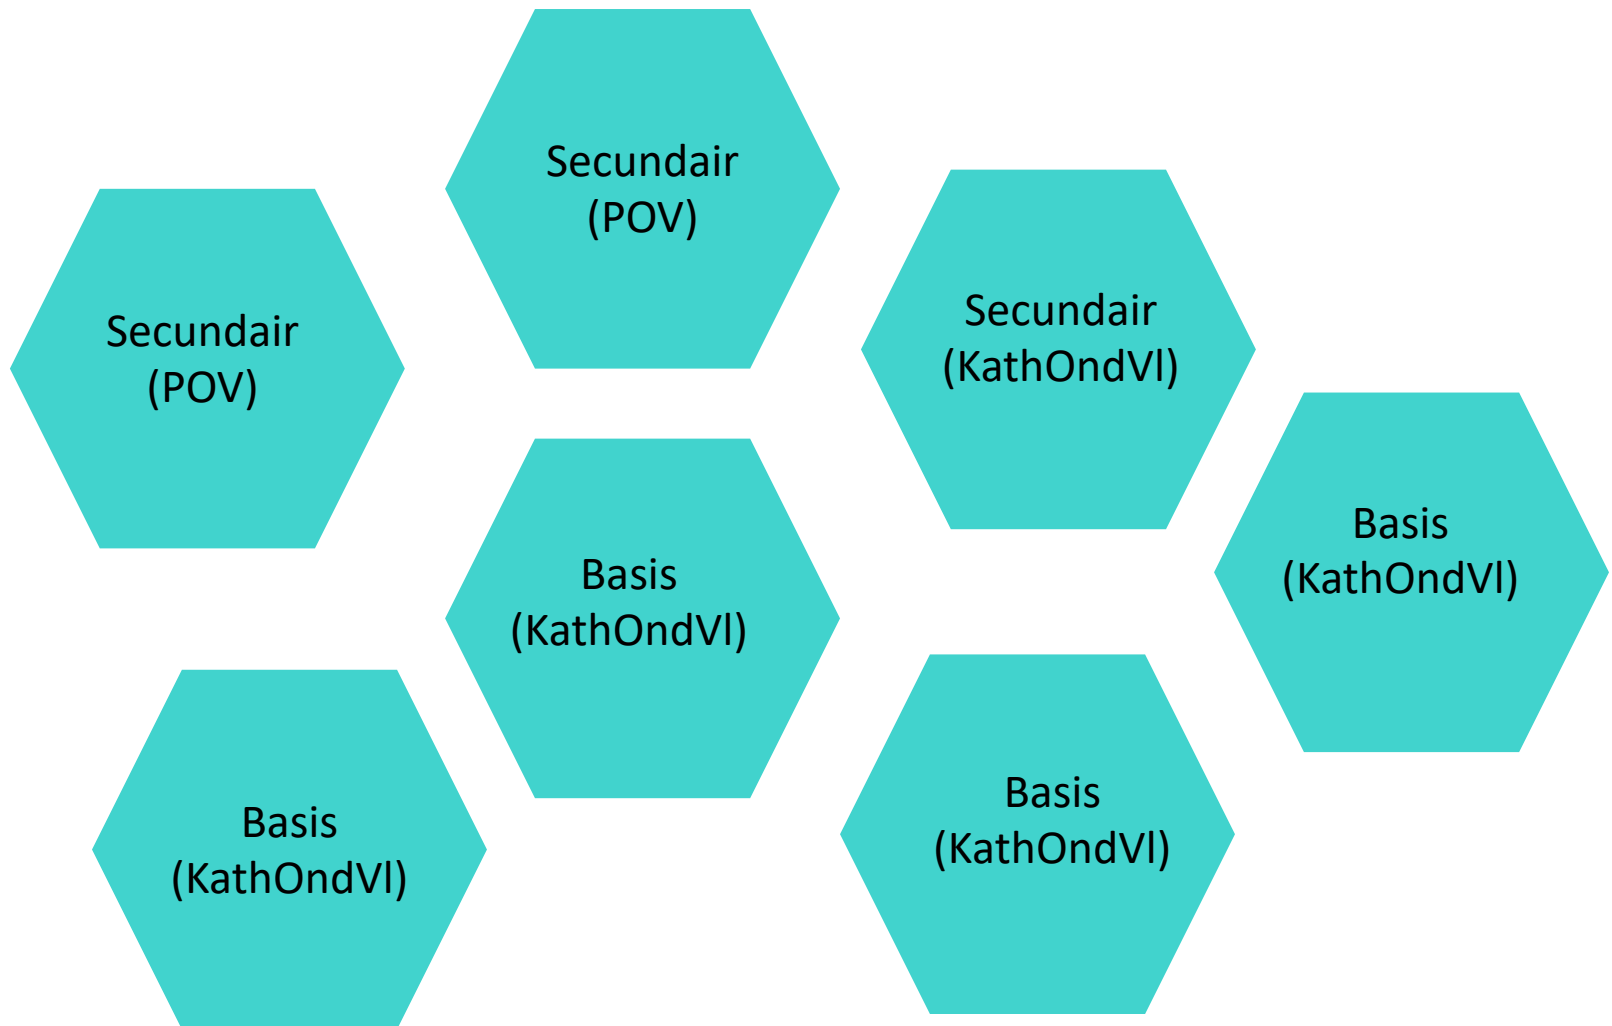 Secundair
(POV)
Secundair
(POV)
Secundair
(KathOndVl)
Basis
(KathOndVl)
Basis
(KathOndVl)
Basis
(KathOndVl)
Basis
(KathOndVl)